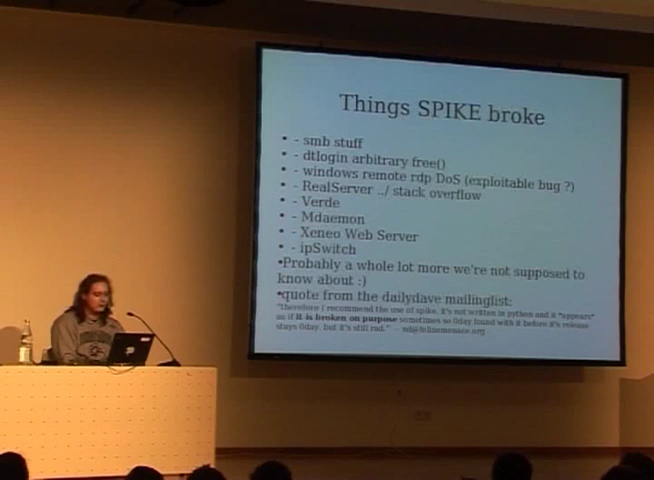 Things SPIKE broke
• - smb stuff
• - dtlogin arbitrary free()
• - windows remote rdp DoS (exploitable bug ?)
• - RealServer ../ stack overflow
• - Verde
• - Mdaemon
• - Xeneo Web Server
• - ipSwitch
•Probably a whole lot more we're not supposed to
know about :)
•quote from the dailydave mailinglist:
"therefore i recommend the use of spike, it's not written in python and it *appears*
as if it is broken on purpose sometimes so 0day found with it before it's release
stays 0day, but it's still rad." - nd@felinemenace.org